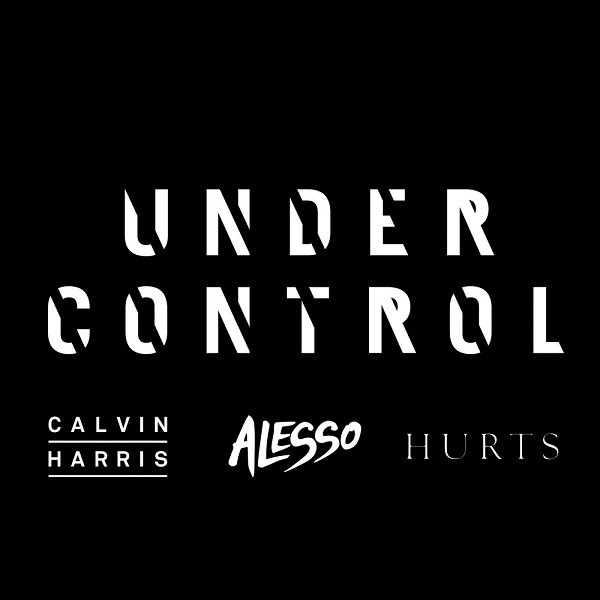 UNDER
CONTROL
CALVIN
HARRIS
ALESSO
HURTS